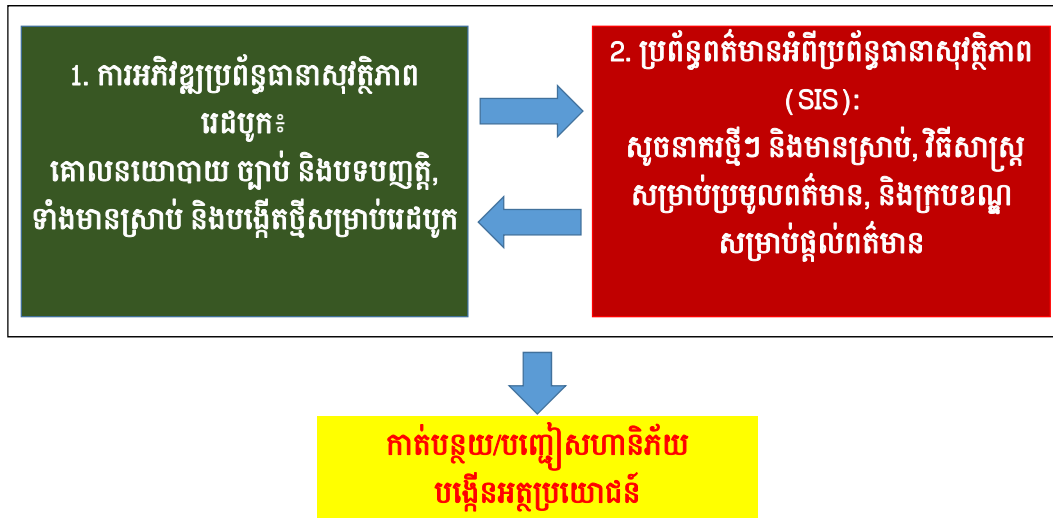 1. ការអភិវឌ្ឍប្រព័ន្ធធានាសុវត្ថិភាព
រេដបូក៖
គោលនយោបាយ ច្បាប់ និងបទបញ្ញត្តិ,
ទាំងមានស្រាប់ និងបង្កើតថ្មីសម្រាប់រេដបូក
2. ប្រព័ន្ធពត៌មានអំពីប្រព័ន្ធធានាសុវត្ថិភាព
(SIS):
សូចនាករថ្មីៗ និងមានស្រាប់, វិធីសាស្ត្រ
សម្រាប់ប្រមូលពត៌មាន, និងក្របខណ្ឌ
សម្រាប់ផ្តល់ពត៌មាន
កាត់បន្ថយ/បញ្ជៀសហានិភ័យ
បង្កើនអត្ថប្រយោជន៍